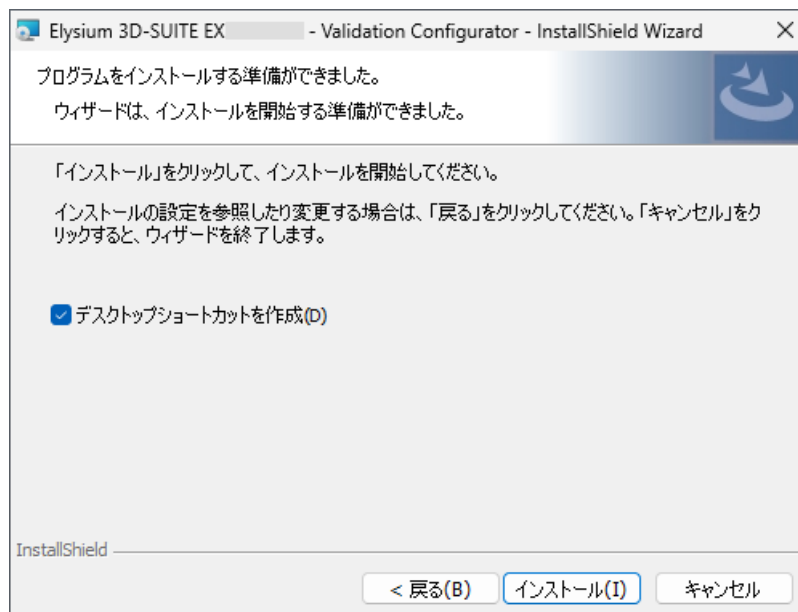 Elysium 3D-SUITE EX - Validation Configurator - InstallShield Wizard
プログラムをインストールする準備ができました。
ウィザードは、インストールを開始する準備ができました。
「インストール」をクリックして、インストールを開始してください。
インストールの設定を参照したり変更する場合は、「戻る」をクリックしてください。「キャンセル」をク
リックすると、ウィザードを終了します。
デスクトップショートカットを作成(D)
InstallShield
< 戻る(B)
インストール(I)
キャンセル